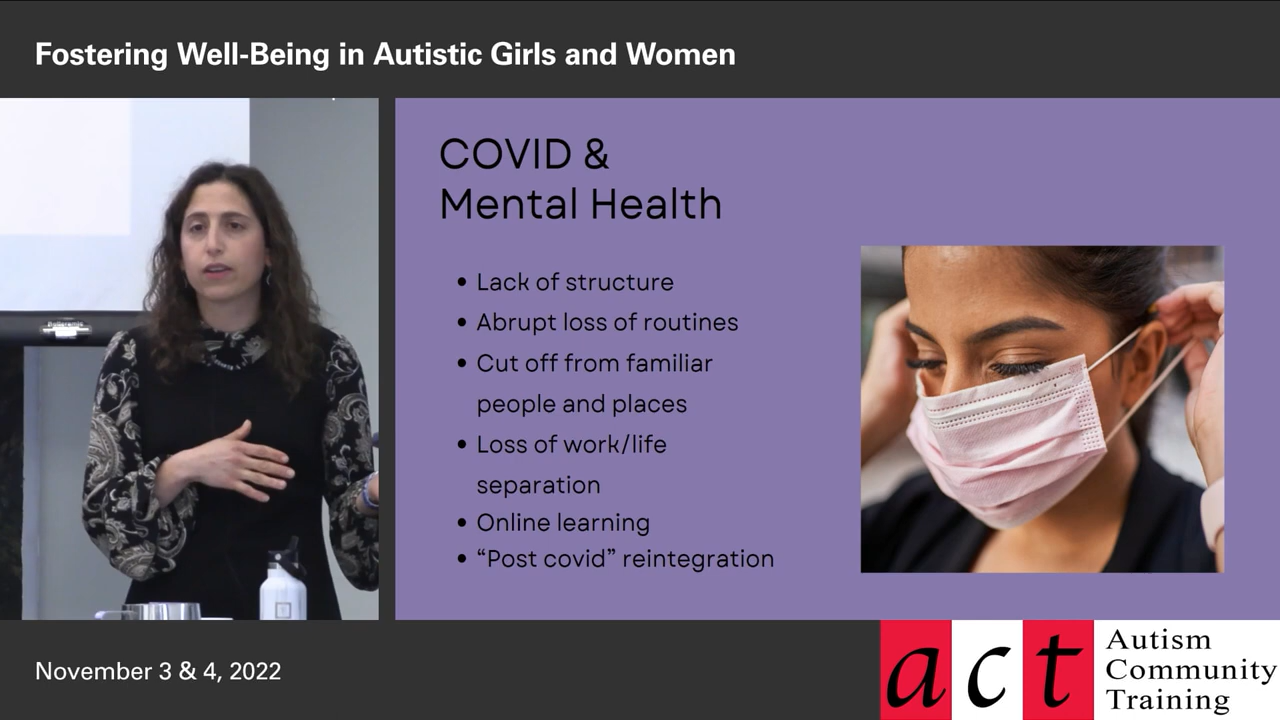 Fostering Well-Being in Autistic Girls and Women
COVID &
Mental Health
• Lack of structure
• Abrupt loss of routines
• Cut off from familiar
people and places
• Loss of work/life
separation
• Online learning
• “Post covid” reintegration
November 3 & 4, 2022
act
Autism
Community
Training